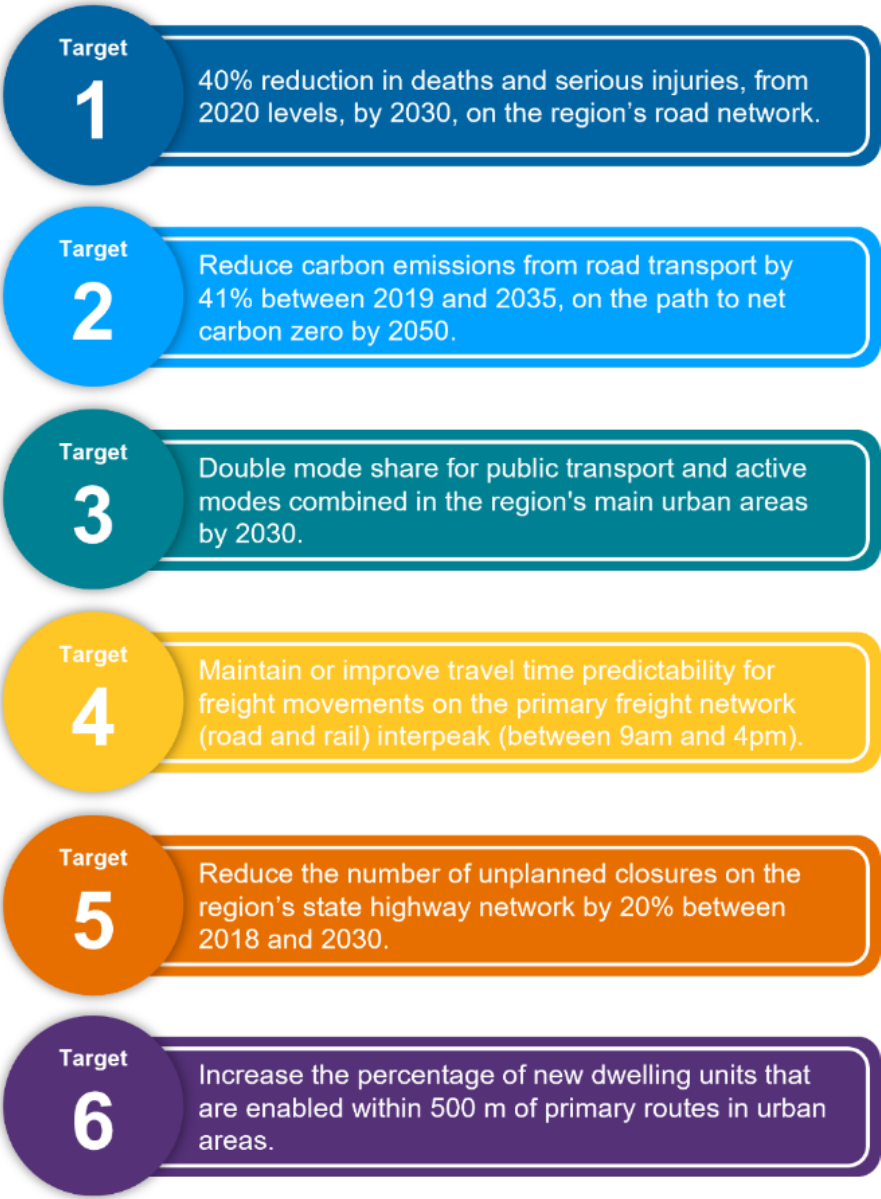 Target
1
40% reduction in deaths and serious injuries, from
2020 levels, by 2030, on the region’s road network.
Target
2
Reduce carbon emissions from road transport by
41% between 2019 and 2035, on the path to net
carbon zero by 2050.
Target
3
Double mode share for public transport and active
modes combined in the region's main urban areas
by 2030.
Target
4
Maintain or improve travel time predictability for
freight movements on the primary freight network
(road and rail) interpeak (between 9am and 4pm).
Target
5
Reduce the number of unplanned closures on the
region’s state highway network by 20% between
2018 and 2030.
Target
6
Increase the percentage of new dwelling units that
are enabled within 500 m of primary routes in urban
areas.